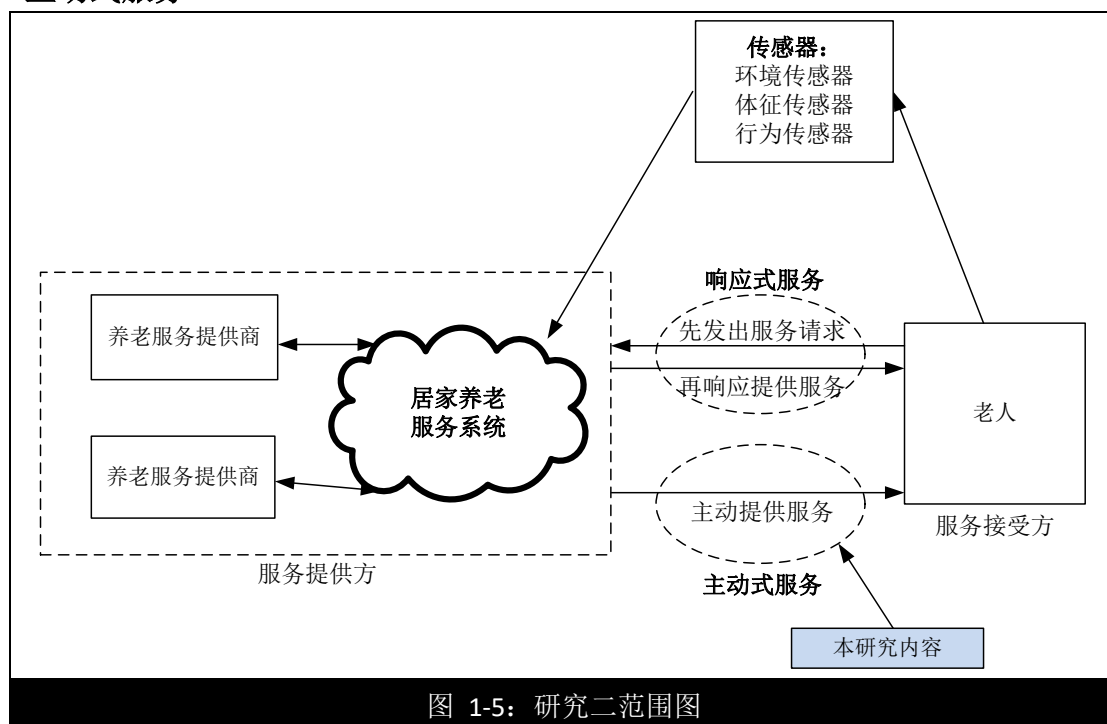 传感器：
环境传感器
体征传感器
行为传感器
响应式服务
先发出服务请求
再响应提供服务
养老服务提供商
居家养老
服务系统
老人
养老服务提供商
主动提供服务
服务接受方
服务提供方
主动式服务
本研究内容
图 1-5：研究二范围图